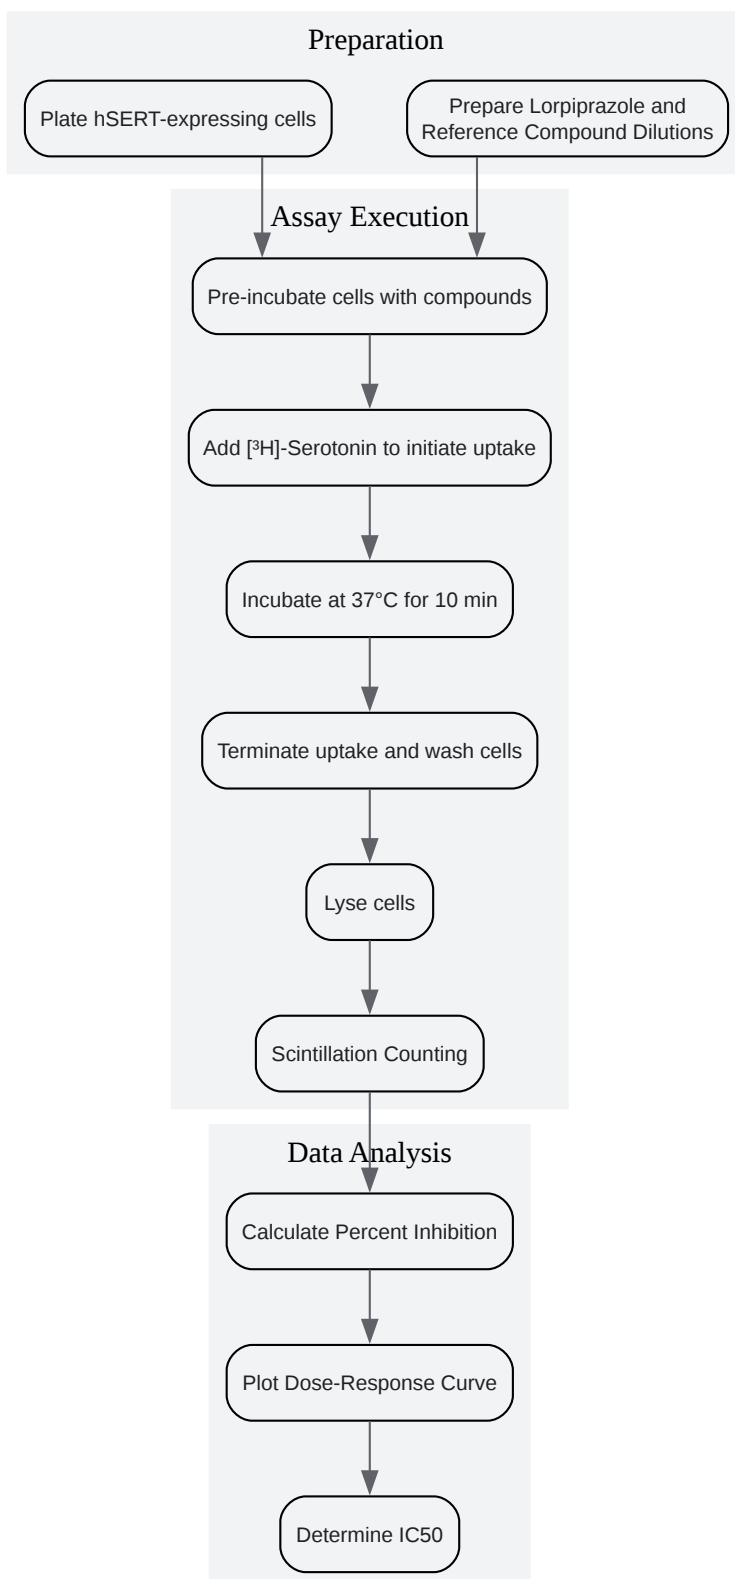 Preparation
Plate hSERT-expressing cells
Prepare Lorpiprazole and
Reference Compound Dilutions
Assay Execution
Pre-incubate cells with compounds
Add [³H]-Serotonin to initiate uptake
Incubate at 37°C for 10 min
Terminate uptake and wash cells
Lyse cells
Scintillation Counting
Data Analysis
Calculate Percent Inhibition
Plot Dose-Response Curve
Determine IC50